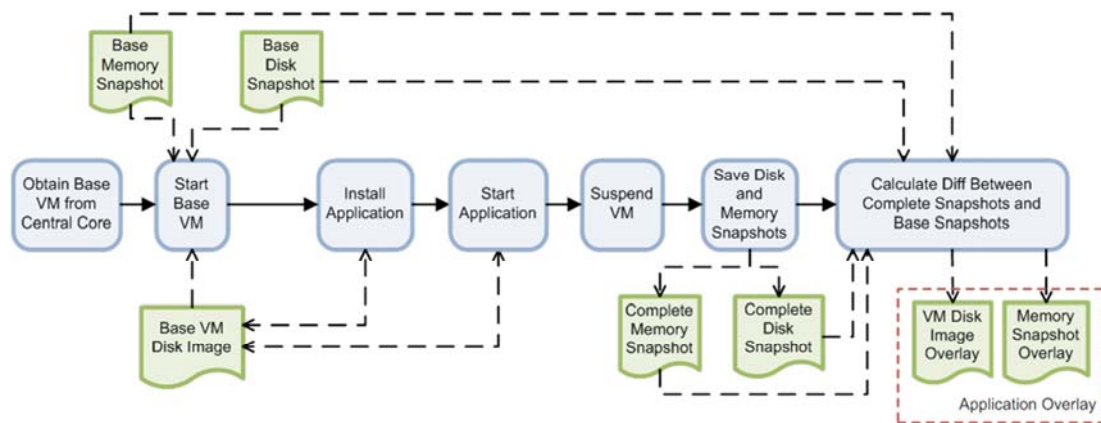 Base
Memory
Snapshot
Base
Disk
Snapshot
Obtain Base
VM from
Central Core
Start
Base
VM
Install
Application
Start
Application
Suspend
VM
Save Disk
and
Memory
Snapshots
Calculate Diff Between
Complete Snapshots and
Base Snapshots
Base VM
Disk Image
Complete
Memory
Snapshot
Complete
Disk
Snapshot
VM Disk
Image
Overlay
Memory
Snapshot
Overlay
Application Overlay